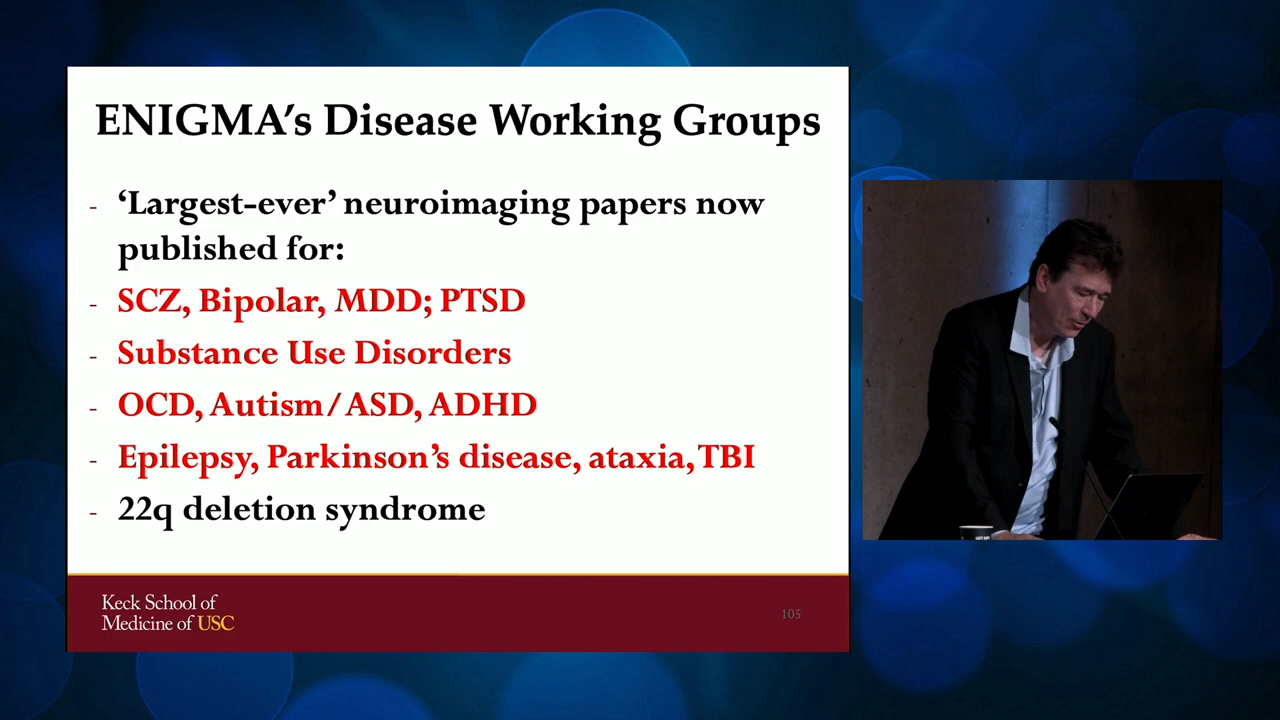 ENIGMA’s Disease Working Groups
- ‘Largest-ever’ neuroimaging papers now
published for:
- SCZ, Bipolar, MDD; PTSD
- Substance Use Disorders
- OCD, Autism/ASD, ADHD
- Epilepsy, Parkinson’s disease, ataxia, TBI
- 22q deletion syndrome
Keck School of
Medicine of USC
105